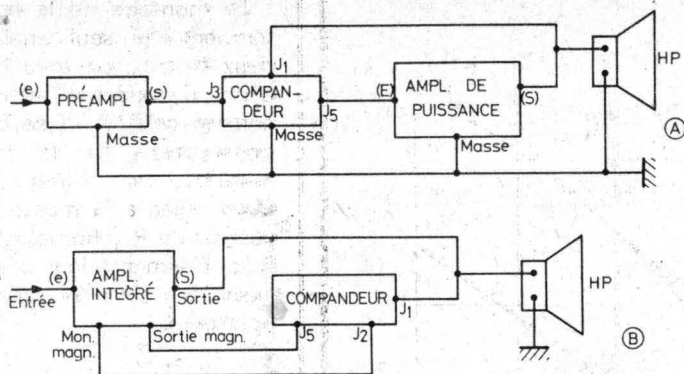 J1
HP
(e)
PRÉAMPL
(s)
J3
COMPAN-
DEUR
J5
(E)
AMPL. DE
PUISSANCE
(S)
Masse
Masse
Masse
A
(e)
Entrée
AMPL.
INTÉGRÉ
(S)
Sortie
COMPANDEUR
J1
HP
Mon.
magn.
Sortie magn.
J5
J2
B